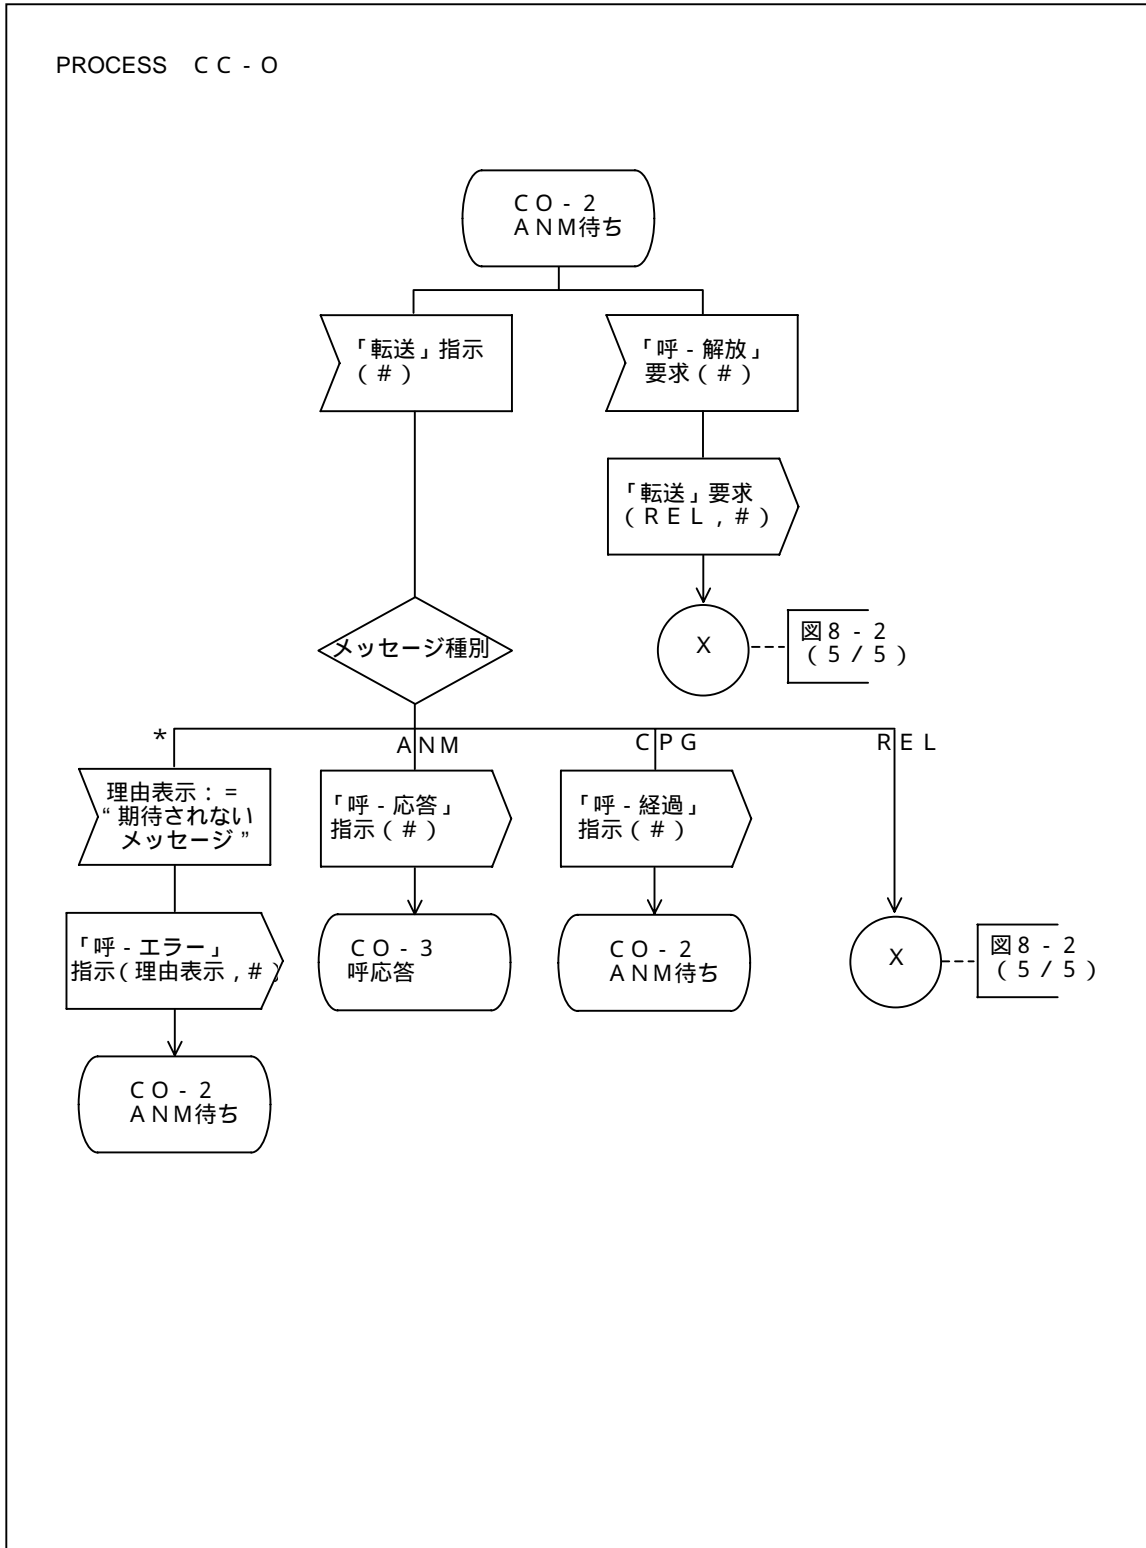 PROCESS　ＣＣ-Ｏ
ＣＯ-２
ＡＮＭ待ち
「転送」指示
（＃）
「呼-解放」
要求（＃）
「転送」要求
（ＲＥＬ，＃）
メッセージ種別
Ｘ
図８-２
（５/５）
*
ＡＮＭ
ＣＰＧ
ＲＥＬ
理由表示：＝
“期待されない
メッセージ”
「呼-応答」
指示（＃）
「呼-経過」
指示（＃）
「呼-エラー」
指示（理由表示，＃）
ＣＯ-３
呼応答
ＣＯ-２
ＡＮＭ待ち
Ｘ
図８-２
（５/５）
ＣＯ-２
ＡＮＭ待ち